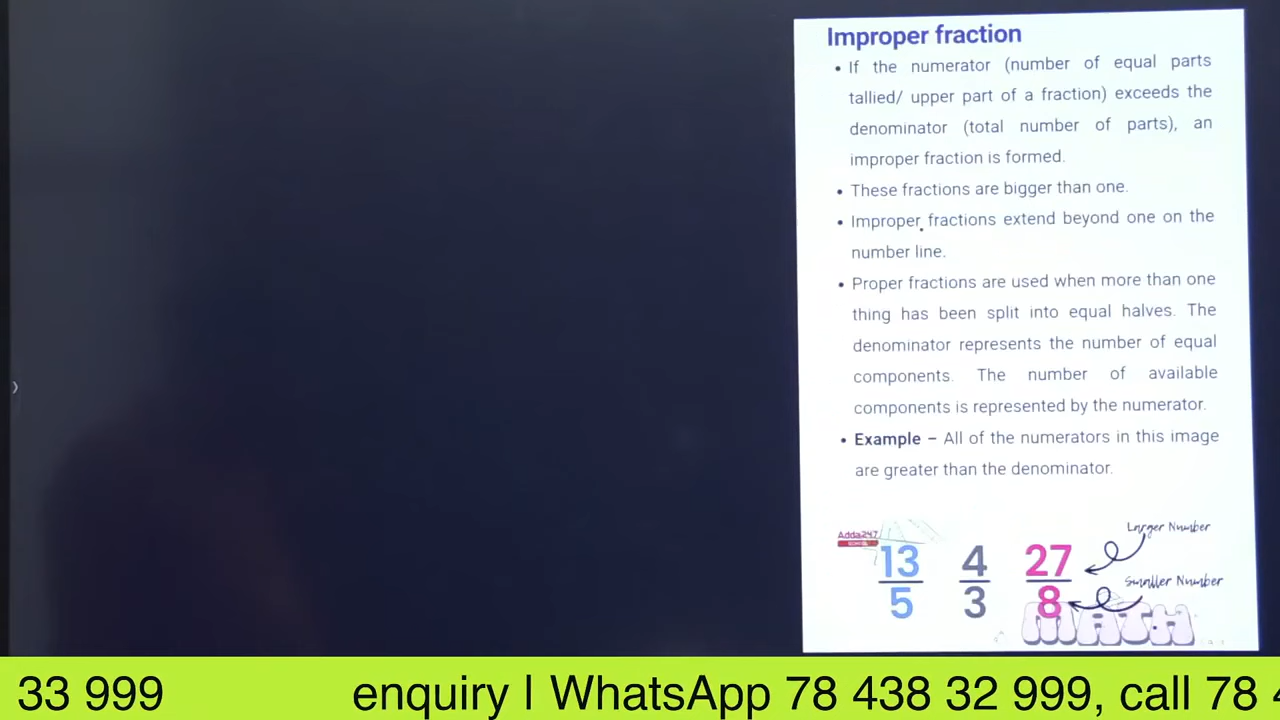 Improper fraction
• If the numerator (number of equal parts
tallied/ upper part of a fraction) exceeds the
denominator (total number of parts), an
improper fraction is formed.
• These fractions are bigger than one.
• Improper fractions extend beyond one on the
number line.
• Proper fractions are used when more than one
thing has been split into equal halves. The
denominator represents the number of equal
components. The number of available
components is represented by the numerator.
• Example – All of the numerators in this image
are greater than the denominator.
Larger Number
Adda247
SCHOOL
13 4 27
Smaller Number
5 3 8
MATH
33 999 enquiry | WhatsApp 78 438 32 999, call 78 4